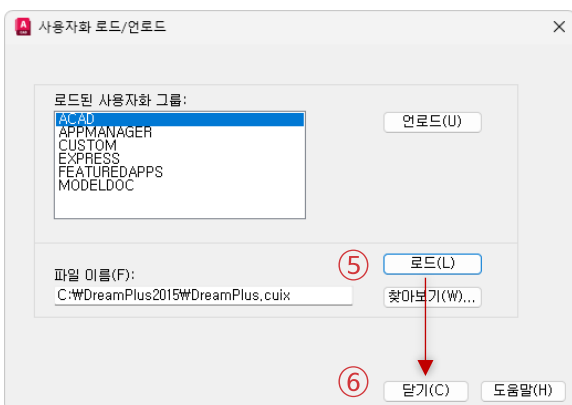 사용자화 로드/언로드
로드된 사용자화 그룹:
ACAD
APPMANAGER
CUSTOM
EXPRESS
FEATUREDAPPS
MODELDOC
언로드(U)
⑤ 로드(L)
파일 이름(F):
C:₩DreamPlus2015₩DreamPlus.cuix
찾아보기(W)...
⑥ 닫기(C) 도움말(H)